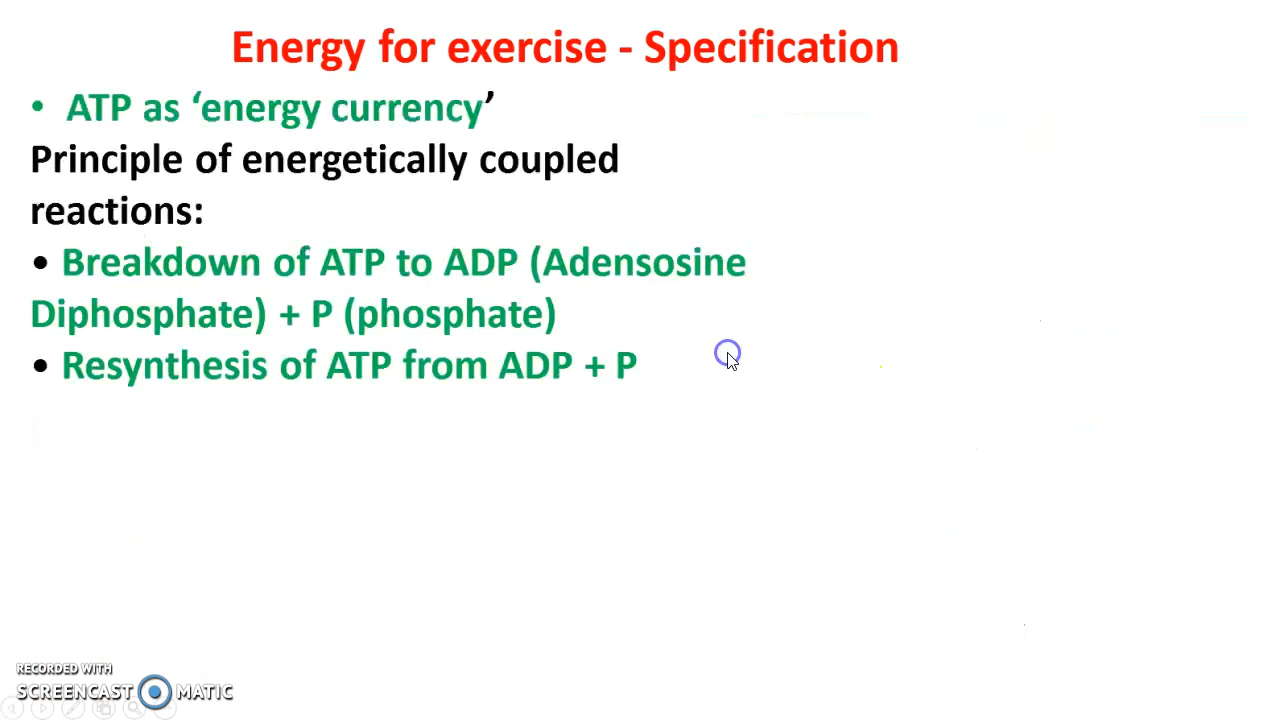 Energy for exercise - Specification
• ATP as ‘energy currency’
Principle of energetically coupled
reactions:
• Breakdown of ATP to ADP (Adensosine
Diphosphate) + P (phosphate)
• Resynthesis of ATP from ADP + P
RECORDED WITH
SCREENCAST MATIC